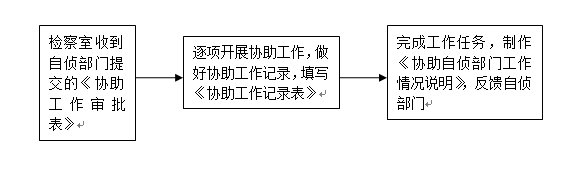 检察室收到
自侦部门提
交的《协助
工作审批
表》
逐项开展协助工作，做
好协助工作记录，填写
《协助工作记录表》
完成工作任务，制作
《协助自侦部门工作
情况说明》，反馈自侦
部门